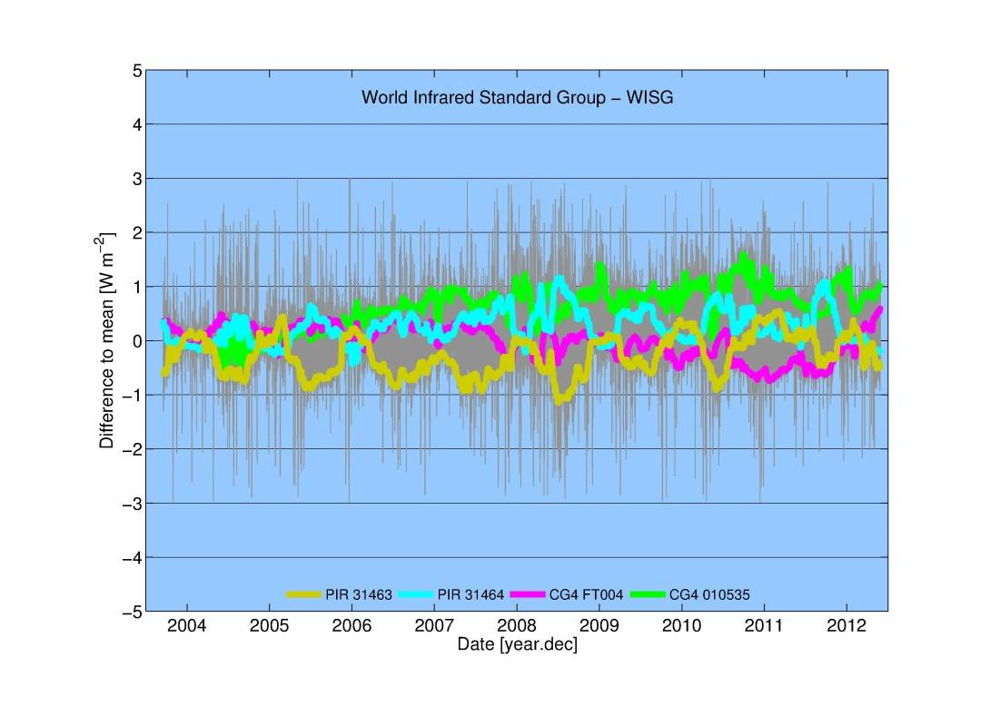 World Infrared Standard Group − WISG
5
4
3
2
1
0
−1
−2
−3
−4
−5
Difference to mean [W m⁻²]
PIR 31463 PIR 31464 CG4 FT004 CG4 010535
2004 2005 2006 2007 2008 2009 2010 2011 2012
Date [year.dec]